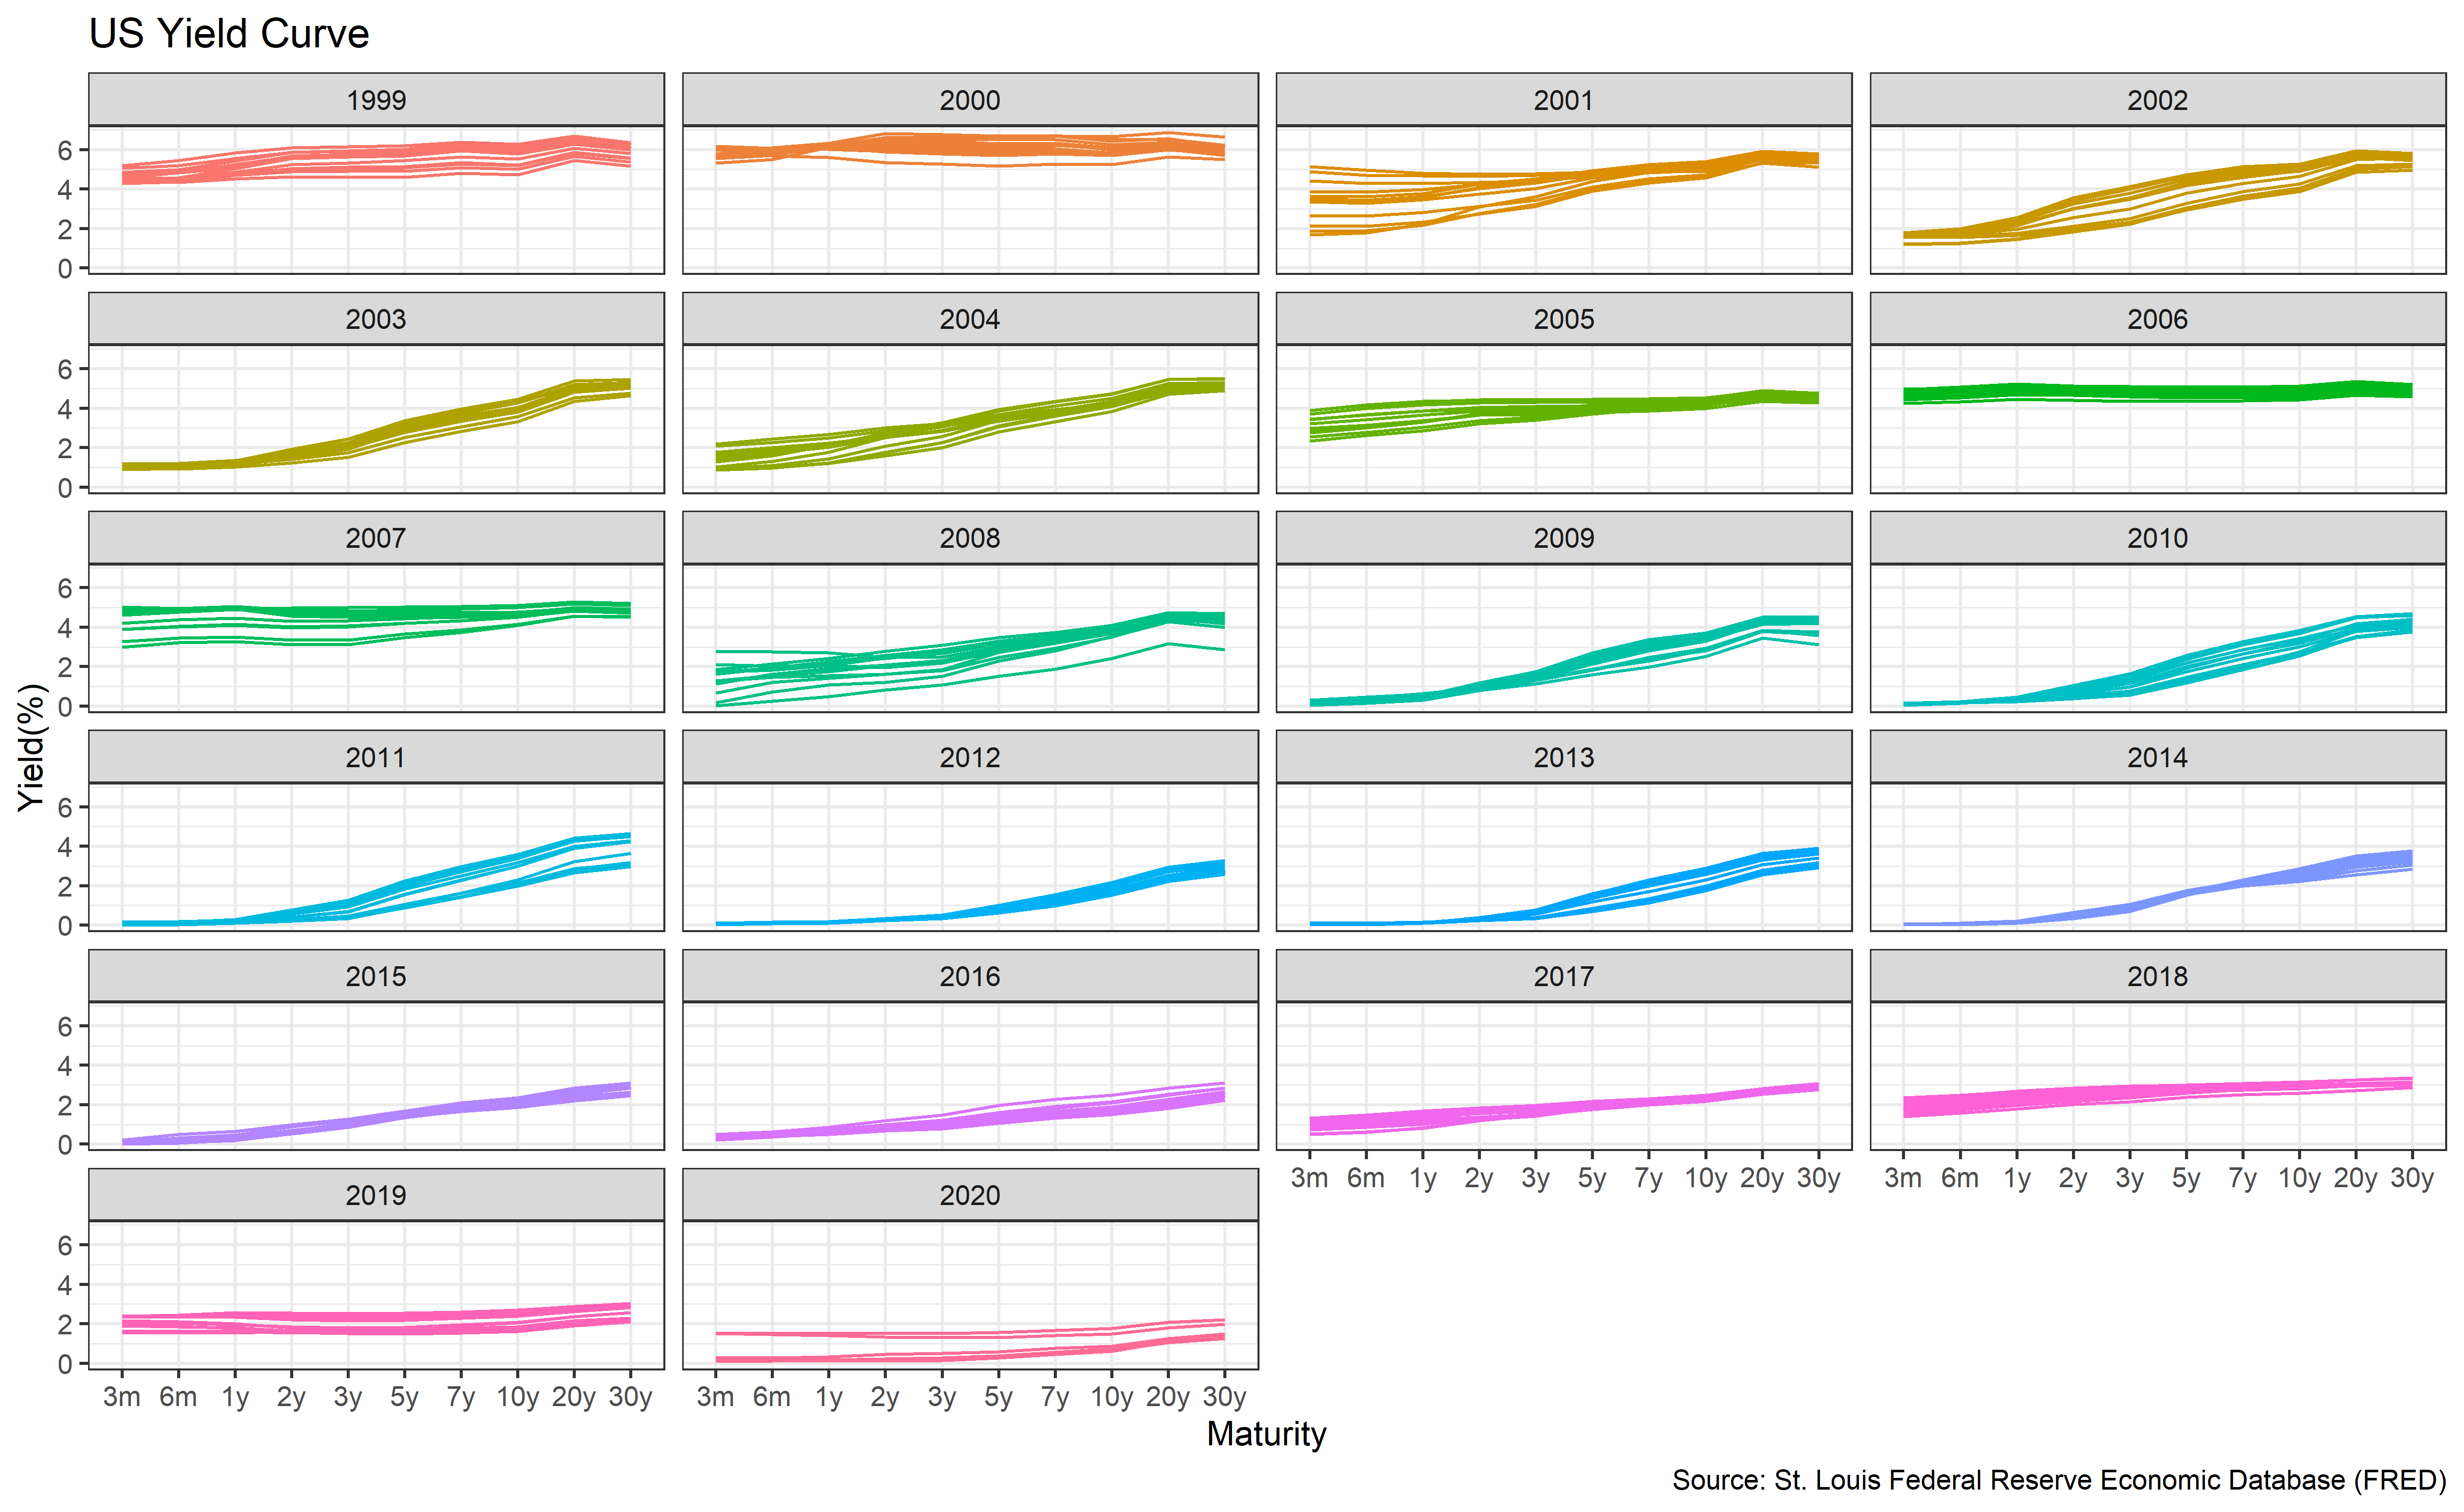 US Yield Curve
1999 2000 2001 2002
6
4
2
0
2003 2004 2005 2006
6
4
2
0
2007 2008 2009 2010
6
4
2
0
Yield(%)
2011 2012 2013 2014
6
4
2
0
2015 2016 2017 2018
6
4
2
0
3m 6m 1y 2y 3y 5y 7y 10y 20y 30y 3m 6m 1y 2y 3y 5y 7y 10y 20y 30y
2019 2020
6
4
2
0
3m 6m 1y 2y 3y 5y 7y 10y 20y 30y 3m 6m 1y 2y 3y 5y 7y 10y 20y 30y
Maturity
Source: St. Louis Federal Reserve Economic Database (FRED)